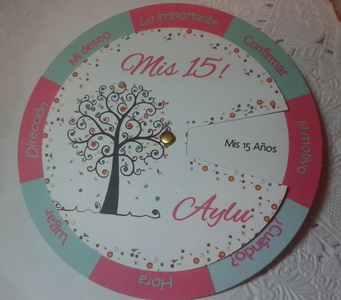 Lo importante
Confirmar
El motivo
¿Cuándo?
Hora
Lugar
Dirección
Mi deseo
Mis 15!
Mis 15 Años
Aylu